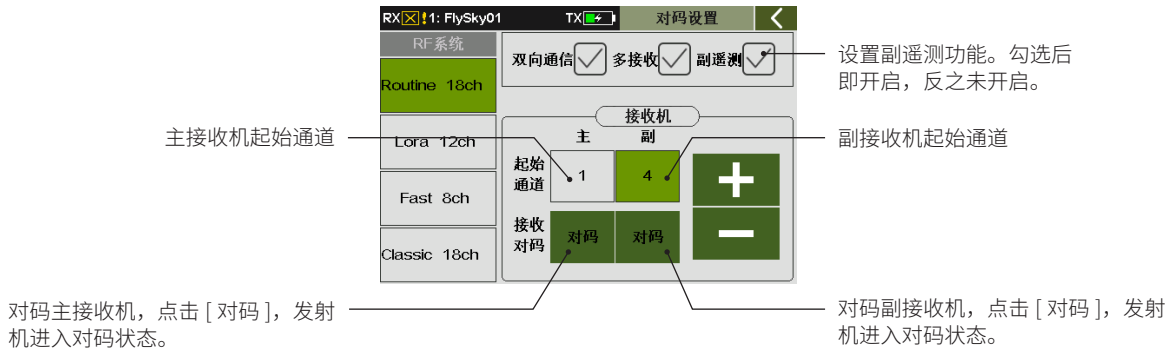 RX 1: FlySky01 TX 对码设置
RF系统
双向通信 多接收 副遥测
设置副遥测功能。勾选后
即开启，反之未开启。
Routine 18ch
Lora 12ch
Fast 8ch
Classic 18ch
接收机
主 副
主接收机起始通道
副接收机起始通道
起始
通道
1 4
+
接收
对码
对码 对码
−
对码主接收机，点击 [ 对码 ]，发射
机进入对码状态。
对码副接收机，点击 [ 对码 ]，发射
机进入对码状态。